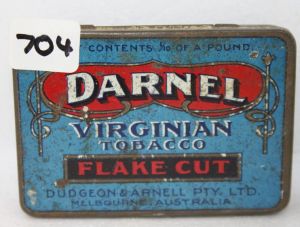 704
CONTENTS 1/10 OF A POUND
DARNEL
VIRGINIAN
TOBACCO
FLAKE CUT
DUDGEON & ARNELL PTY. LTD.
MELBOURNE, AUSTRALIA